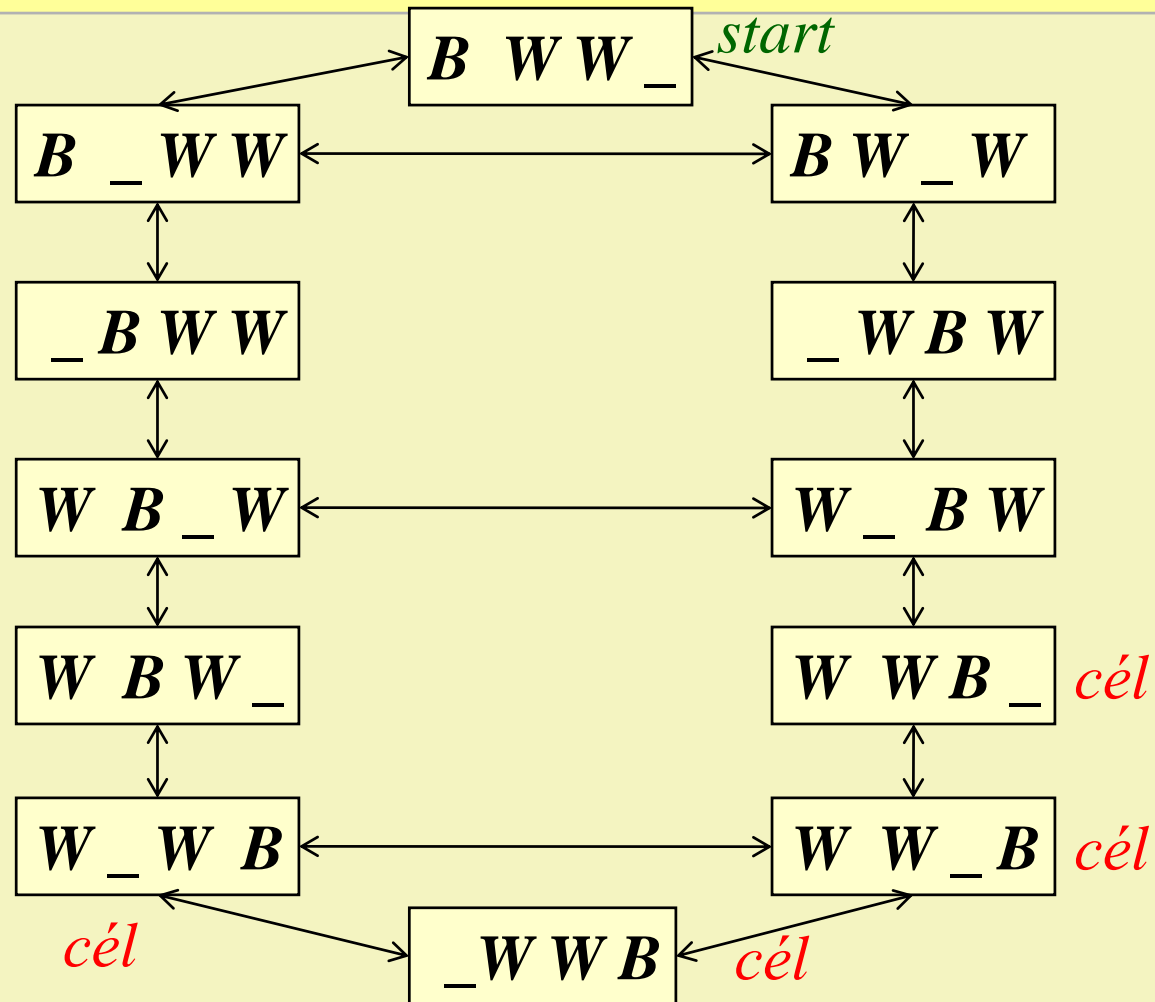 B W W _ start
B _ W W
B W _ W
_ B W W
_ W B W
W B _ W
W _ B W
W B W _
W W B _ cél
W _ W B
W W _ B cél
cél
_ W W B cél